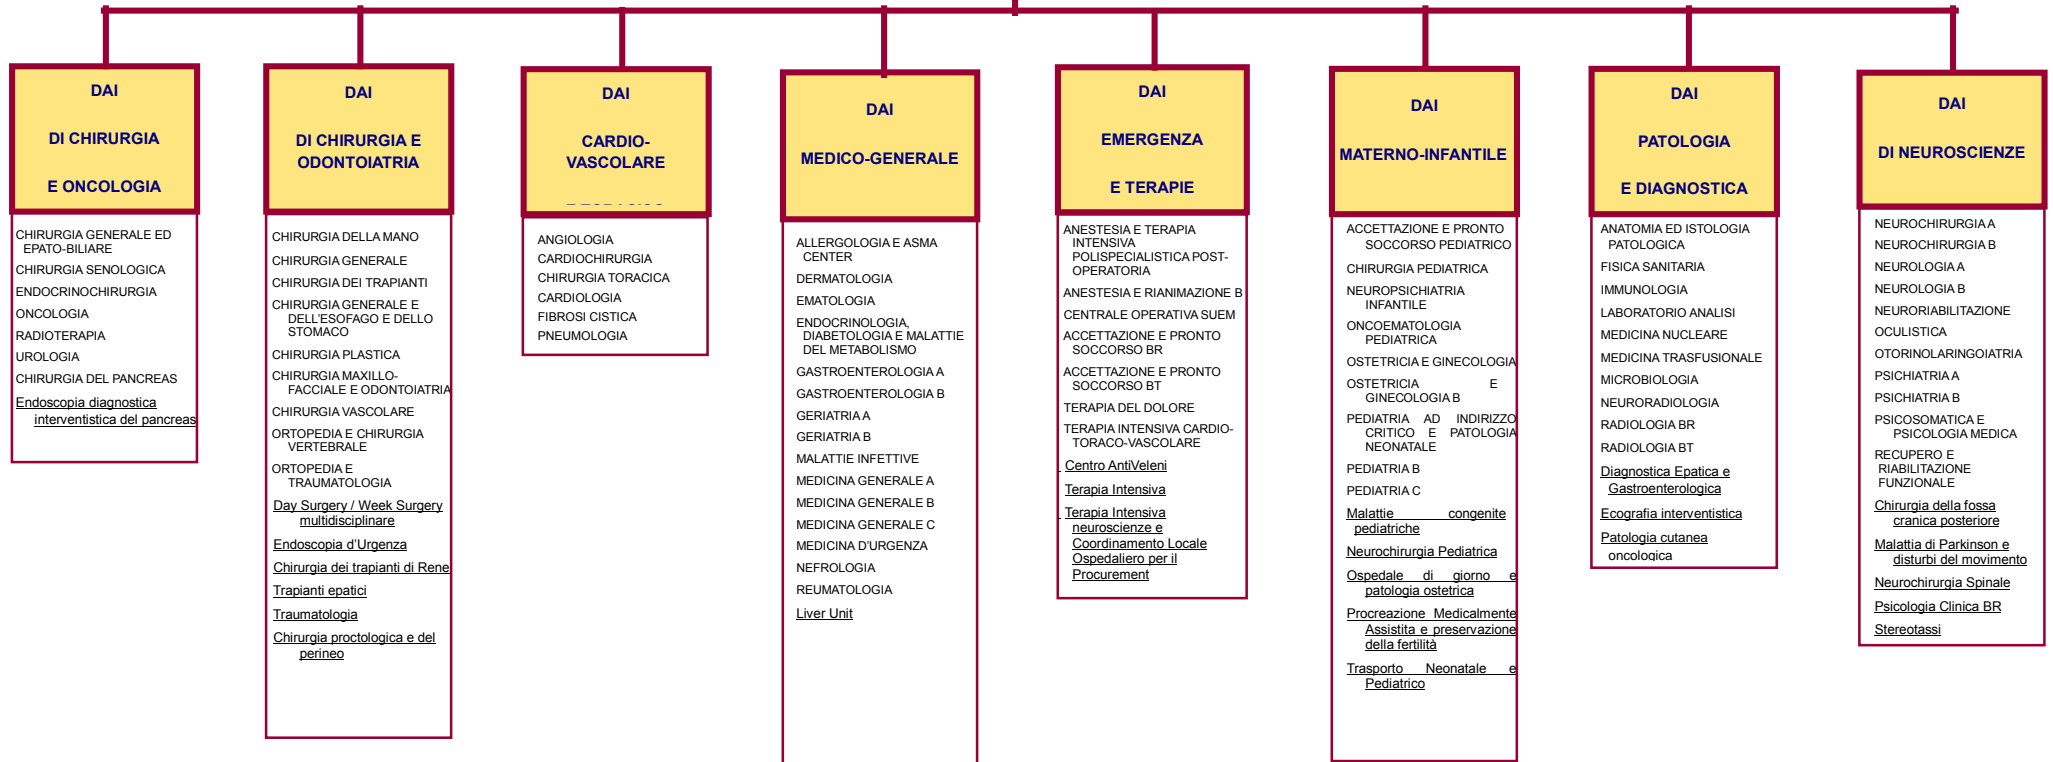 DAI
DI CHIRURGIA
E ONCOLOGIA
CHIRURGIA GENERALE ED
EPATO-BILIARE
CHIRURGIA SENOLOGICA
ENDOCRINOCHIRURGIA
ONCOLOGIA
RADIOTERAPIA
UROLOGIA
CHIRURGIA DEL PANCREAS
Endoscopia diagnostica
interventistica del pancreas
DAI
DI CHIRURGIA E
ODONTOIATRIA
CHIRURGIA DELLA MANO
CHIRURGIA GENERALE
CHIRURGIA DEI TRAPIANTI
CHIRURGIA GENERALE E
DELL'ESOFAGO E DELLO
STOMACO
CHIRURGIA PLASTICA
CHIRURGIA MAXILLO-
FACCIALE E ODONTOIATRIA
CHIRURGIA VASCOLARE
ORTOPEDIA E CHIRURGIA
VERTEBRALE
ORTOPEDIA E
TRAUMATOLOGIA
Day Surgery / Week Surgery
multidisciplinare
Endoscopia d'Urgenza
Chirurgia dei trapianti di Rene
Trapianti epatici
Traumatologia
Chirurgia proctologica e del
perineo
DAI
CARDIO-
VASCOLARE
ANGIOLOGIA
CARDIOCHIRURGIA
CHIRURGIA TORACICA
CARDIOLOGIA
FIBROSI CISTICA
PNEUMOLOGIA
DAI
MEDICO-GENERALE
ALLERGOLOGIA E ASMA
CENTER
DERMATOLOGIA
EMATOLOGIA
ENDOCRINOLOGIA,
DIABETOLOGIA E MALATTIE
DEL METABOLISMO
GASTROENTEROLOGIA A
GASTROENTEROLOGIA B
GERIATRIA A
GERIATRIA B
MALATTIE INFETTIVE
MEDICINA GENERALE A
MEDICINA GENERALE B
MEDICINA GENERALE C
MEDICINA D'URGENZA
NEFROLOGIA
REUMATOLOGIA
Liver Unit
DAI
EMERGENZA
E TERAPIE
ANESTESIA E TERAPIA
INTENSIVA
POLISPECIALISTICA POST-
OPERATORIA
ANESTESIA E RIANIMAZIONE B
CENTRALE OPERATIVA SUEM
ACCETTAZIONE E PRONTO
SOCCORSO BR
ACCETTAZIONE E PRONTO
SOCCORSO BT
TERAPIA DEL DOLORE
TERAPIA INTENSIVA CARDIO-
TORACO-VASCOLARE
Centro AntiVeleni
Terapia Intensiva
Terapia Intensiva
neuroscienze e
Coordinamento Locale
Ospedaliero per il
Procurement
DAI
MATERNO-INFANTILE
ACCETTAZIONE E PRONTO
SOCCORSO PEDIATRICO
CHIRURGIA PEDIATRICA
NEUROPSICHIATRIA
INFANTILE
ONCOEMATOLOGIA
PEDIATRICA
OSTETRICIA E GINECOLOGIA
OSTETRICIA E
GINECOLOGIA B
PEDIATRIA AD INDIRIZZO
CRITICO E PATOLOGIA
NEONATALE
PEDIATRIA B
PEDIATRIA C
Malattie congenite
pediatriche
Neurochirurgia Pediatrica
Ospedale di giorno e
patologia ostetrica
Procreazione Medicalmente
Assistita e preservazione
della fertilità
Trasporto Neonatale e
Pediatrico
DAI
PATOLOGIA
E DIAGNOSTICA
ANATOMIA ED ISTOLOGIA
PATOLOGICA
FISICA SANITARIA
IMMUNOLOGIA
LABORATORIO ANALISI
MEDICINA NUCLEARE
MEDICINA TRASFUSIONALE
MICROBIOLOGIA
NEURORADIOLOGIA
RADIOLOGIA BR
RADIOLOGIA BT
Diagnostica Epatica e
Gastroenterologica
Ecografia interventistica
Patologia cutanea
oncologica
DAI
DI NEUROSCIENZE
NEUROCHIRURGIA A
NEUROCHIRURGIA B
NEUROLOGIA A
NEUROLOGIA B
NEURORIABILITAZIONE
OCULISTICA
OTORINOLARINGOIATRIA
PSICHIATRIA A
PSICHIATRIA B
PSICOSOMATICA E
PSICOLOGIA MEDICA
RECUPERO E
RIABILITAZIONE
FUNZIONALE
Chirurgia della fossa
cranica posteriore
Malattia di Parkinson e
disturbi del movimento
Neurochirurgia Spinale
Psicologia Clinica BR
Stereotassi